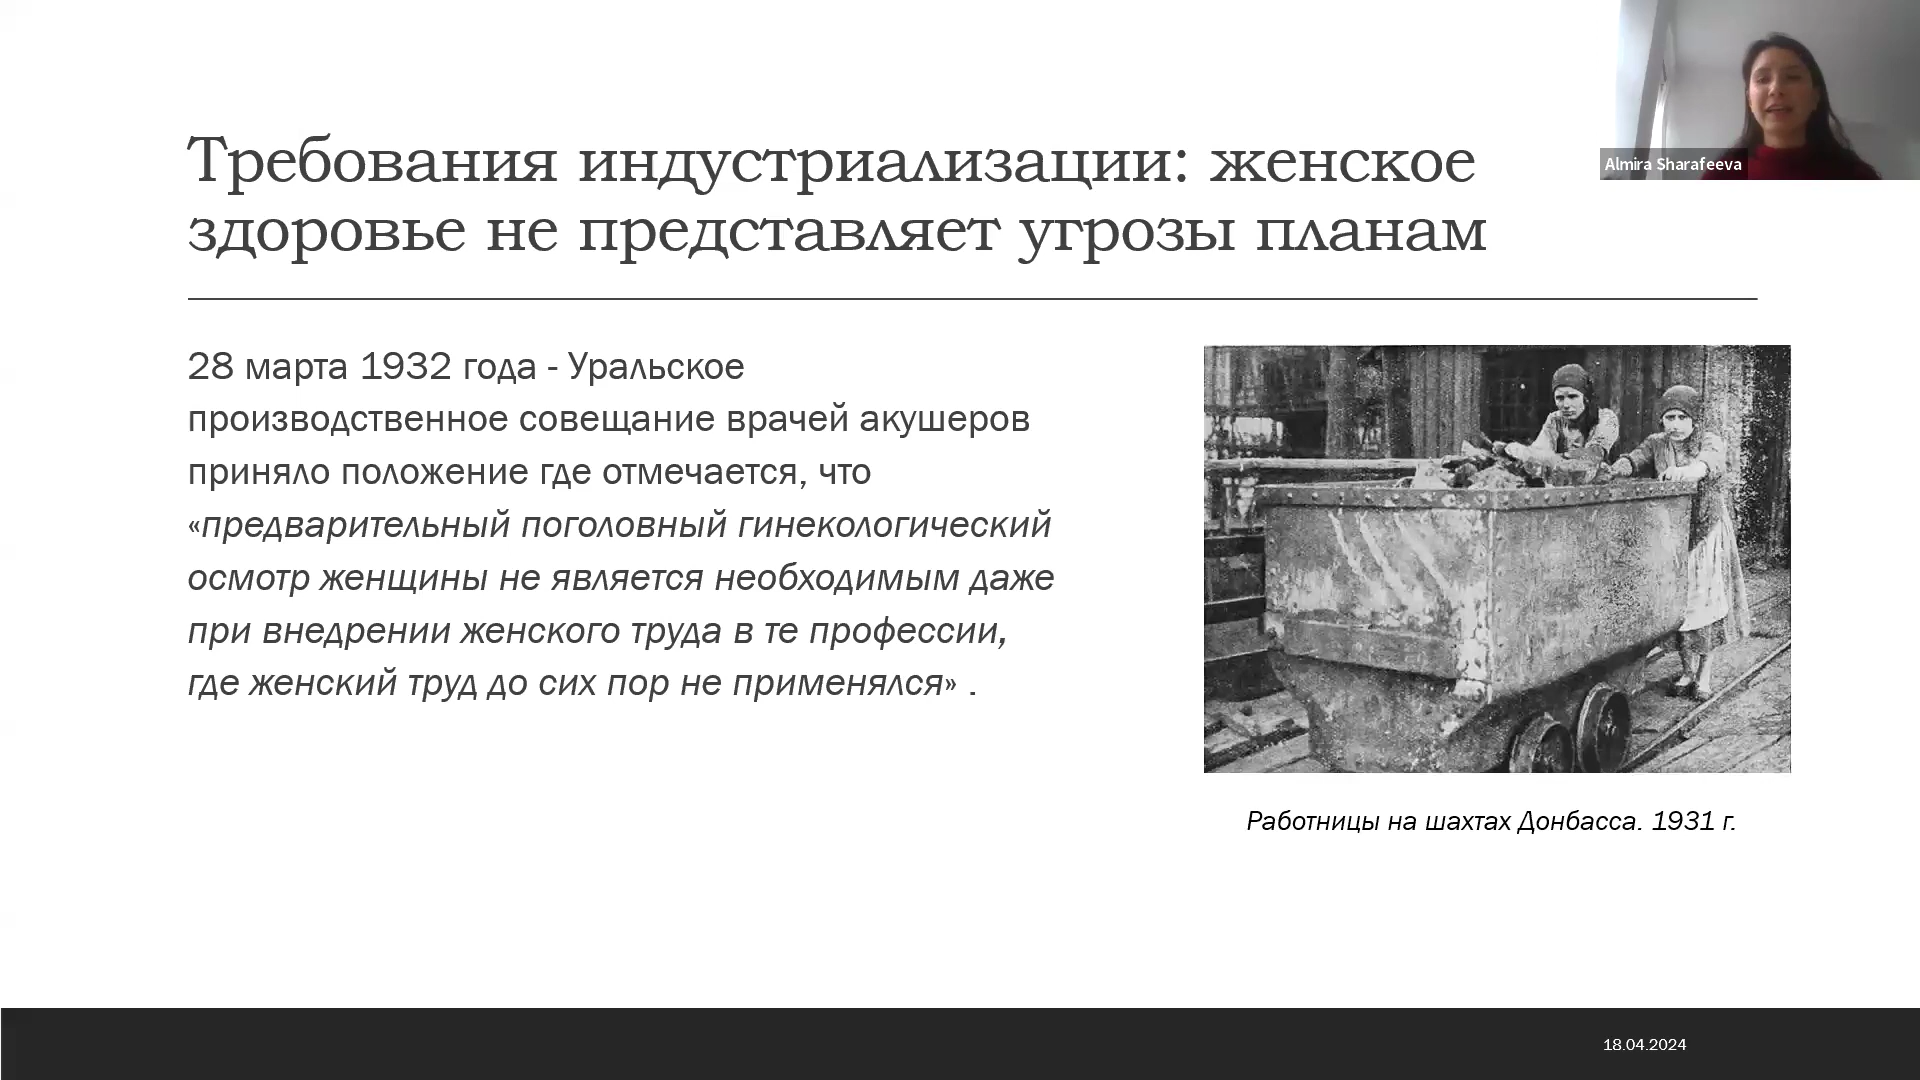 Almira Sharafeeva
Требования индустриализации: женское
здоровье не представляет угрозы планам
28 марта 1932 года - Уральское
производственное совещание врачей акушеров
приняло положение где отмечается, что
«предварительный поголовный гинекологический
осмотр женщины не является необходимым даже
при внедрении женского труда в те профессии,
где женский труд до сих пор не применялся» .
Работницы на шахтах Донбасса. 1931 г.
18.04.2024